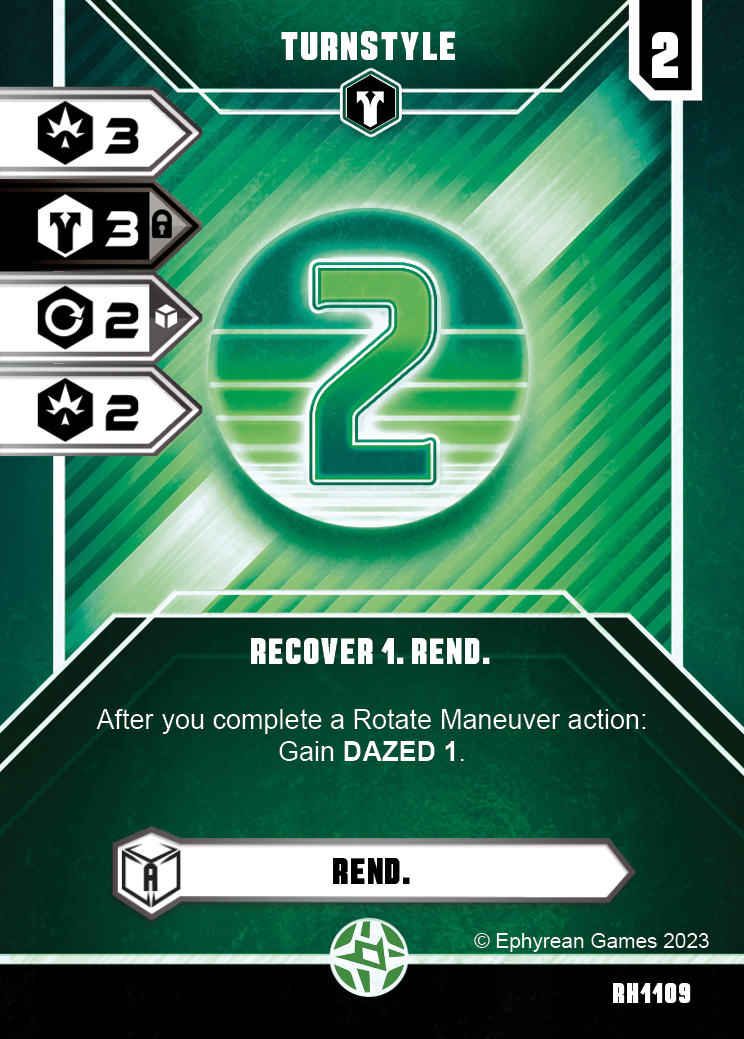 TURNSTYLE
2
3
3
2
2
2
RECOVER 1. REND.
After you complete a Rotate Maneuver action:
Gain DAZED 1.
A
REND.
© Ephyrean Games 2023
RH1109